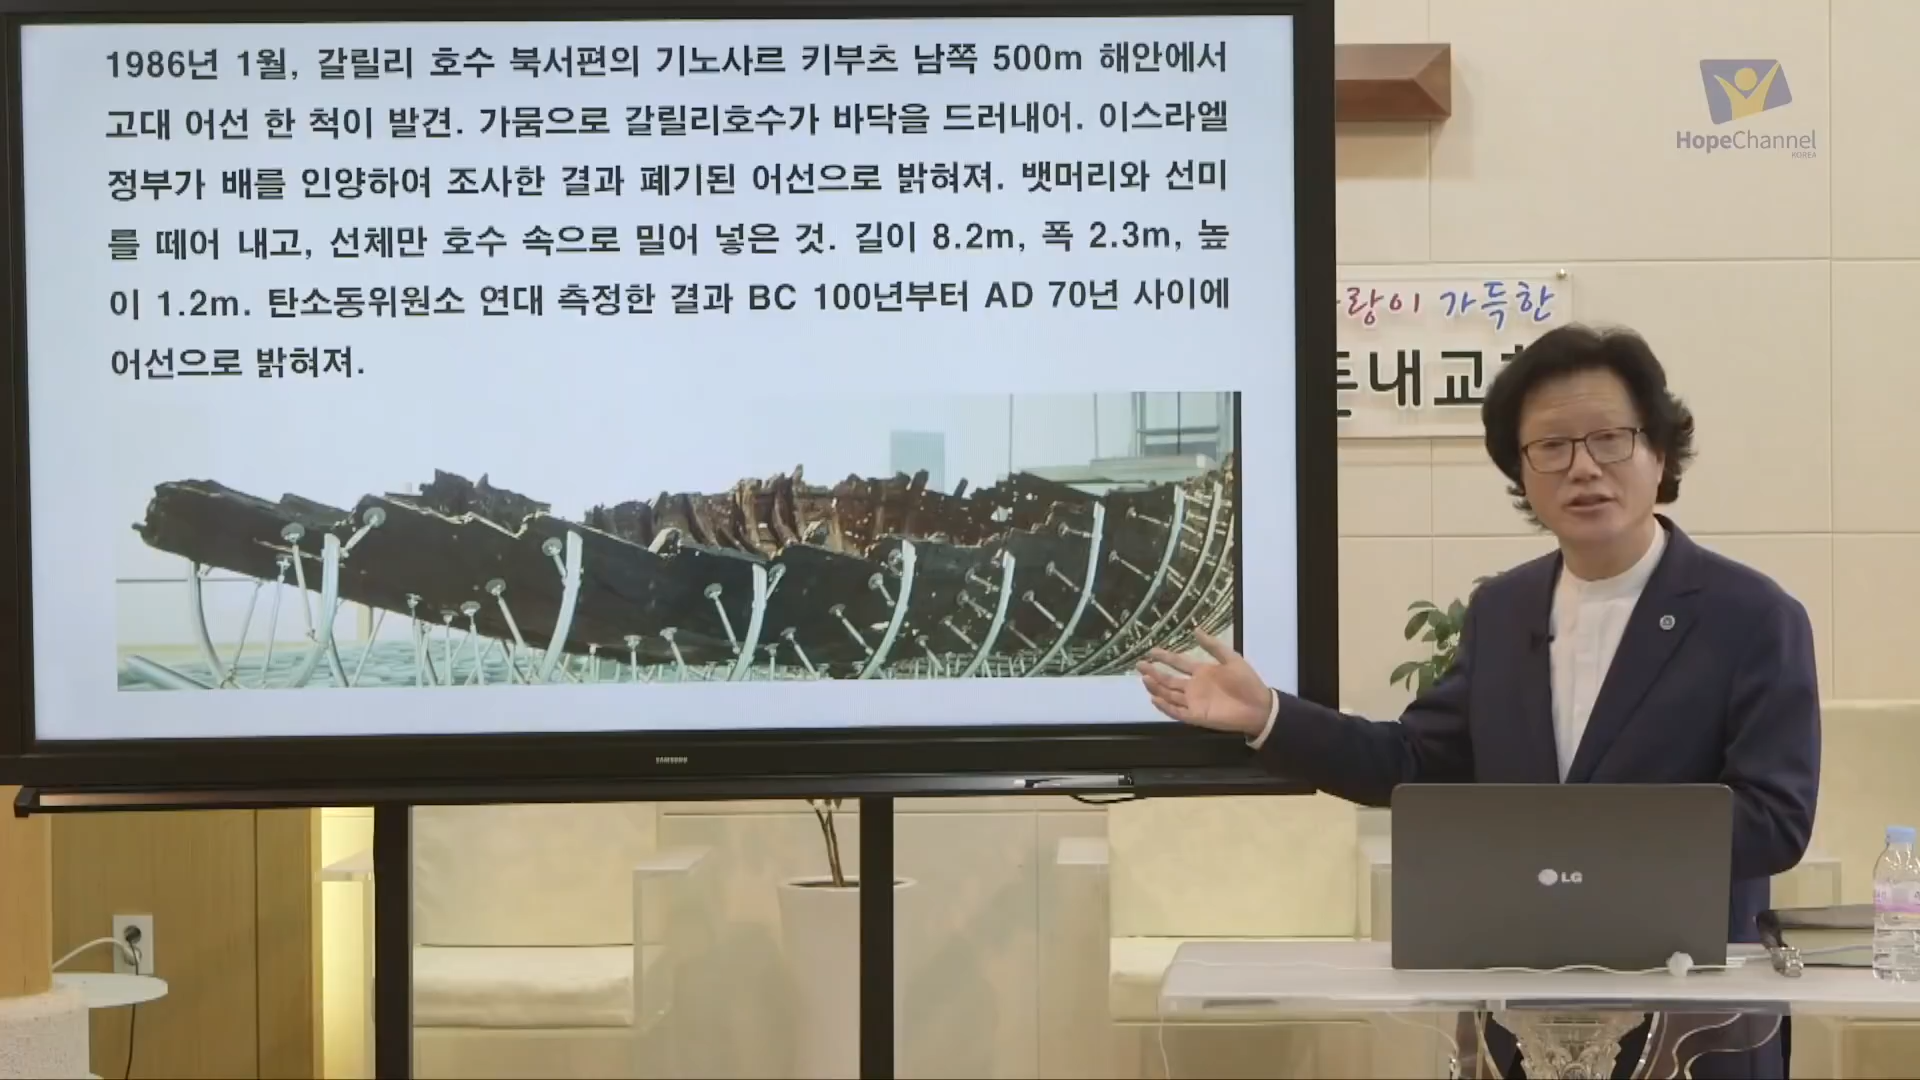 1986년 1월, 갈릴리 호수 북서편의 기노사르 키부츠 남쪽 500m 해안에서
고대 어선 한 척이 발견. 가뭄으로 갈릴리호수가 바닥을 드러내어. 이스라엘
정부가 배를 인양하여 조사한 결과 폐기된 어선으로 밝혀져. 뱃머리와 선미
를 떼어 내고, 선체만 호수 속으로 밀어 넣은 것. 길이 8.2m, 폭 2.3m, 높
이 1.2m. 탄소동위원소 연대 측정한 결과 BC 100년부터 AD 70년 사이에
어선으로 밝혀져.
SAMSUNG
HopeChannel
KOREA
가득한
내교
LG